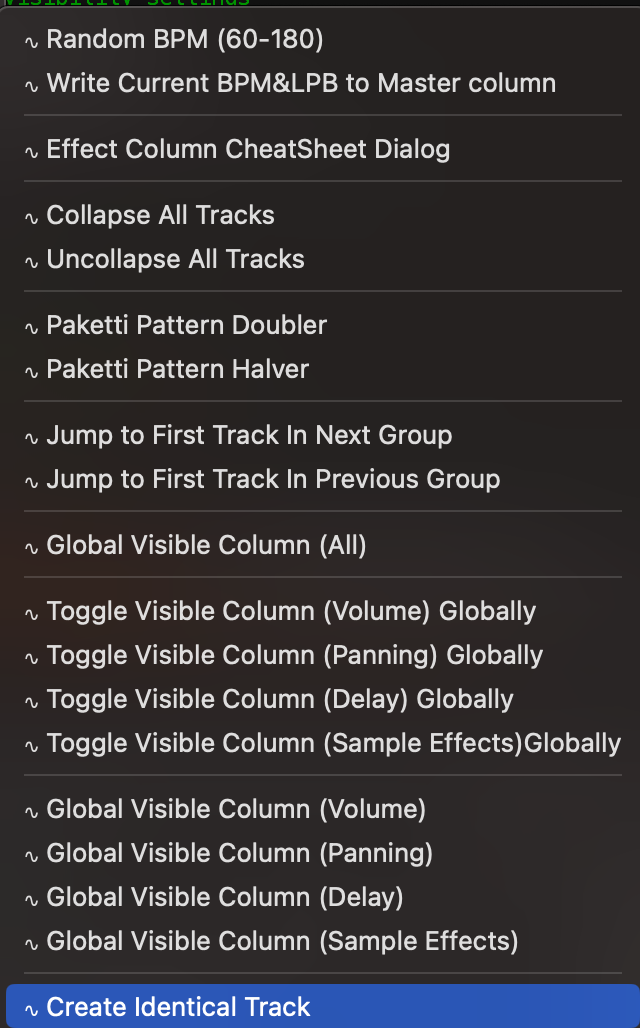 visibility settings
Random BPM (60-180)
Write Current BPM&LPB to Master column
Effect Column CheatSheet Dialog
Collapse All Tracks
Uncollapse All Tracks
Paketti Pattern Doubler
Paketti Pattern Halver
Jump to First Track In Next Group
Jump to First Track In Previous Group
Global Visible Column (All)
Toggle Visible Column (Volume) Globally
Toggle Visible Column (Panning) Globally
Toggle Visible Column (Delay) Globally
Toggle Visible Column (Sample Effects)Globally
Global Visible Column (Volume)
Global Visible Column (Panning)
Global Visible Column (Delay)
Global Visible Column (Sample Effects)
Create Identical Track